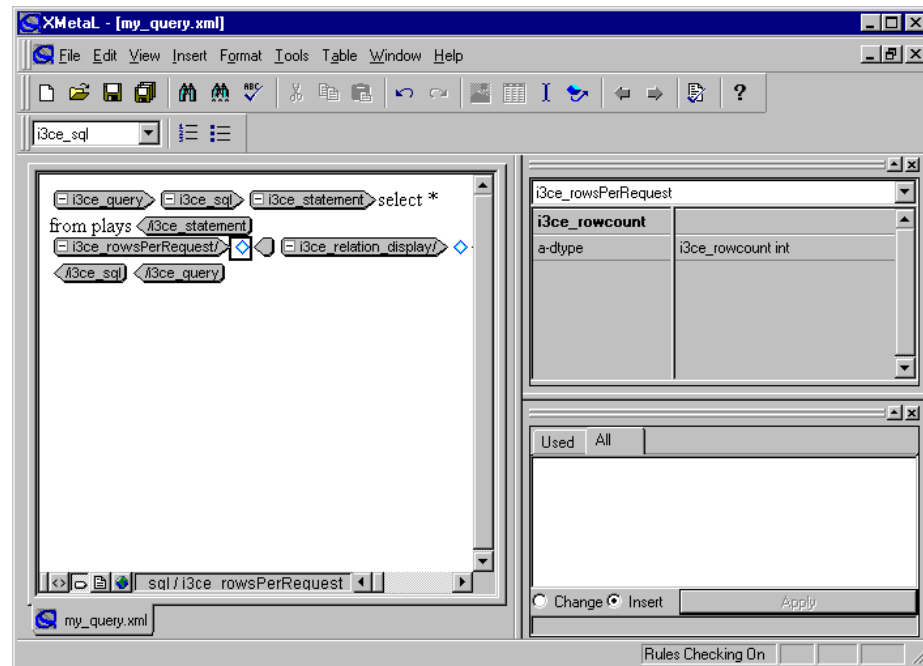 XMetaL - [my_query.xml]
File Edit View Insert Format Tools Table Window Help
ABC
?
i3ce_sql
i3ce_query i3ce_sql i3ce_statement select *
from plays /i3ce_statement
i3ce_rowsPerRequest/ i3ce_relation_display/
/i3ce_sql /i3ce_query
sql / i3ce_rowsPerRequest
my_query.xml
i3ce_rowsPerRequest
i3ce_rowcount
a-dtype i3ce_rowcount int
Used All
Change Insert Apply
Rules Checking On